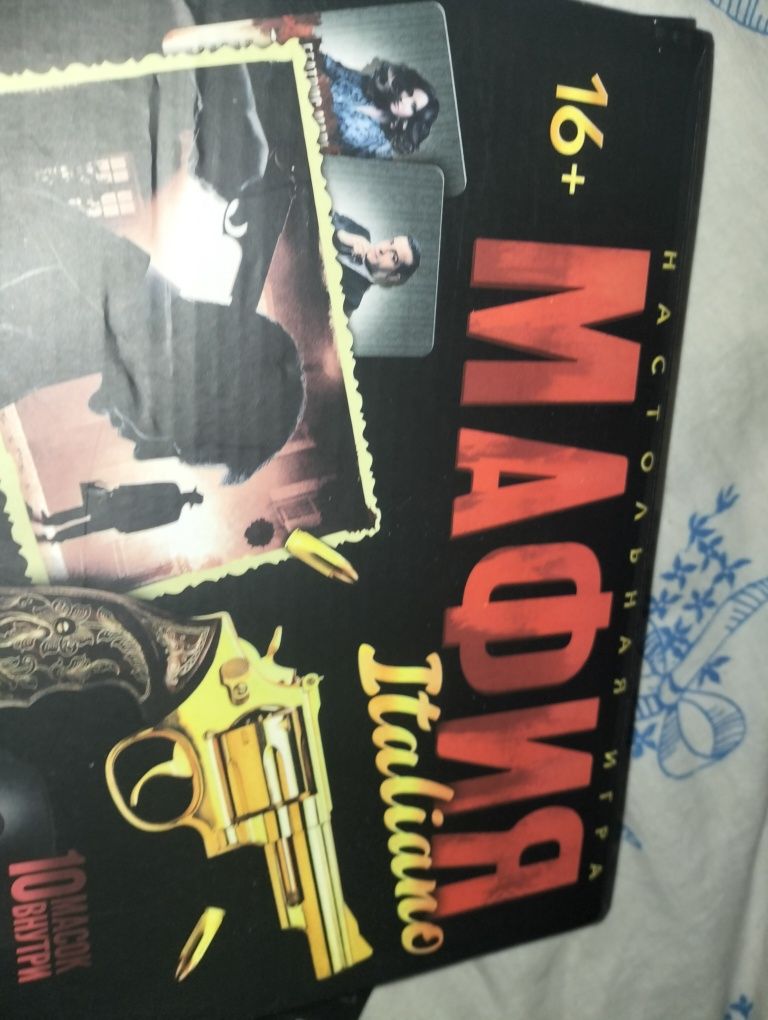 НАСТОЛЬНАЯ ИГРА
16+
МАФИЯ
Italiano
10 МАСОК
ВНУТРИ